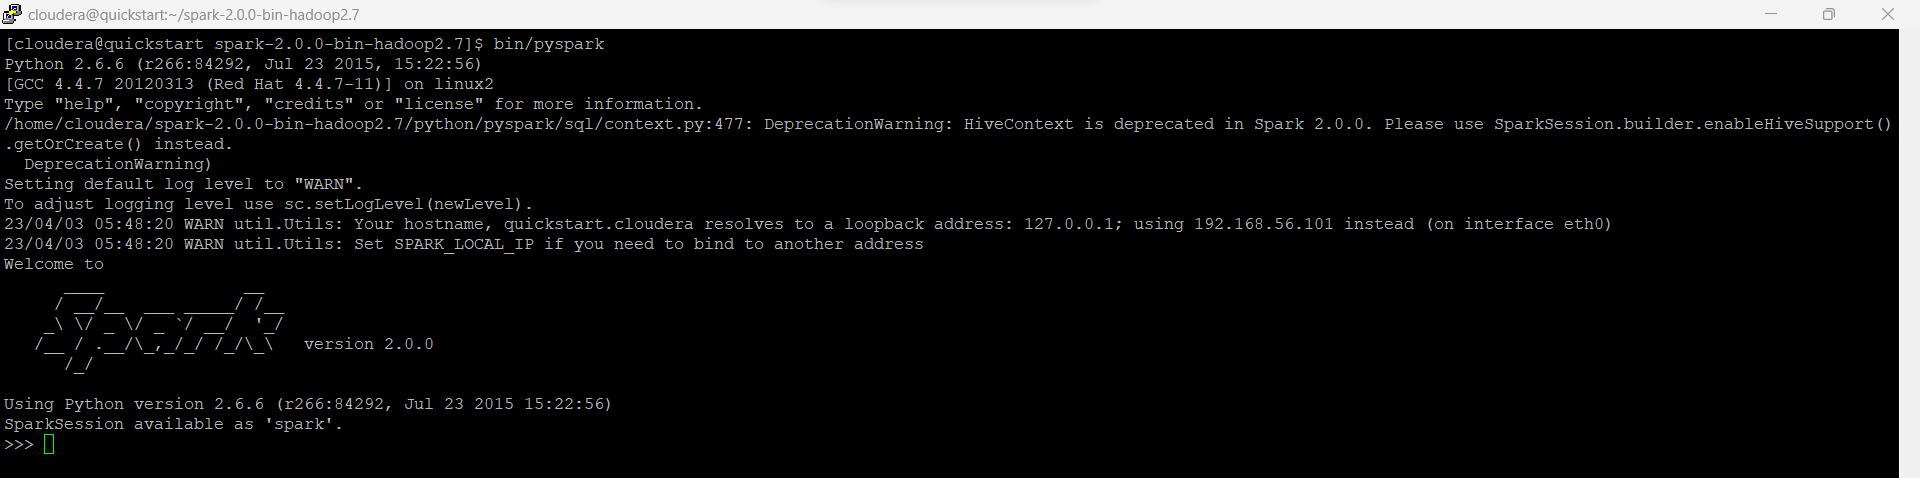 cloudera@quickstart:~/spark-2.0.0-bin-hadoop2.7
[cloudera@quickstart spark-2.0.0-bin-hadoop2.7]$ bin/pyspark
Python 2.6.6 (r266:84292, Jul 23 2015, 15:22:56)
[GCC 4.4.7 20120313 (Red Hat 4.4.7-11)] on linux2
Type "help", "copyright", "credits" or "license" for more information.
/home/cloudera/spark-2.0.0-bin-hadoop2.7/python/pyspark/sql/context.py:477: DeprecationWarning: HiveContext is deprecated in Spark 2.0.0. Please use SparkSession.builder.enableHiveSupport()
.getOrCreate() instead.
  DeprecationWarning)
Setting default log level to "WARN".
To adjust logging level use sc.setLogLevel(newLevel).
23/04/03 05:48:20 WARN util.Utils: Your hostname, quickstart.cloudera resolves to a loopback address: 127.0.0.1; using 192.168.56.101 instead (on interface eth0)
23/04/03 05:48:20 WARN util.Utils: Set SPARK_LOCAL_IP if you need to bind to another address
Welcome to
      ____              __
     / __/__  ___ _____/ /__
    _\ \/ _ \/ _ `/ __/  '_/
   /__ / .__/\_,_/_/ /_/\_\   version 2.0.0
      /_/
Using Python version 2.6.6 (r266:84292, Jul 23 2015 15:22:56)
SparkSession available as 'spark'.
>>>